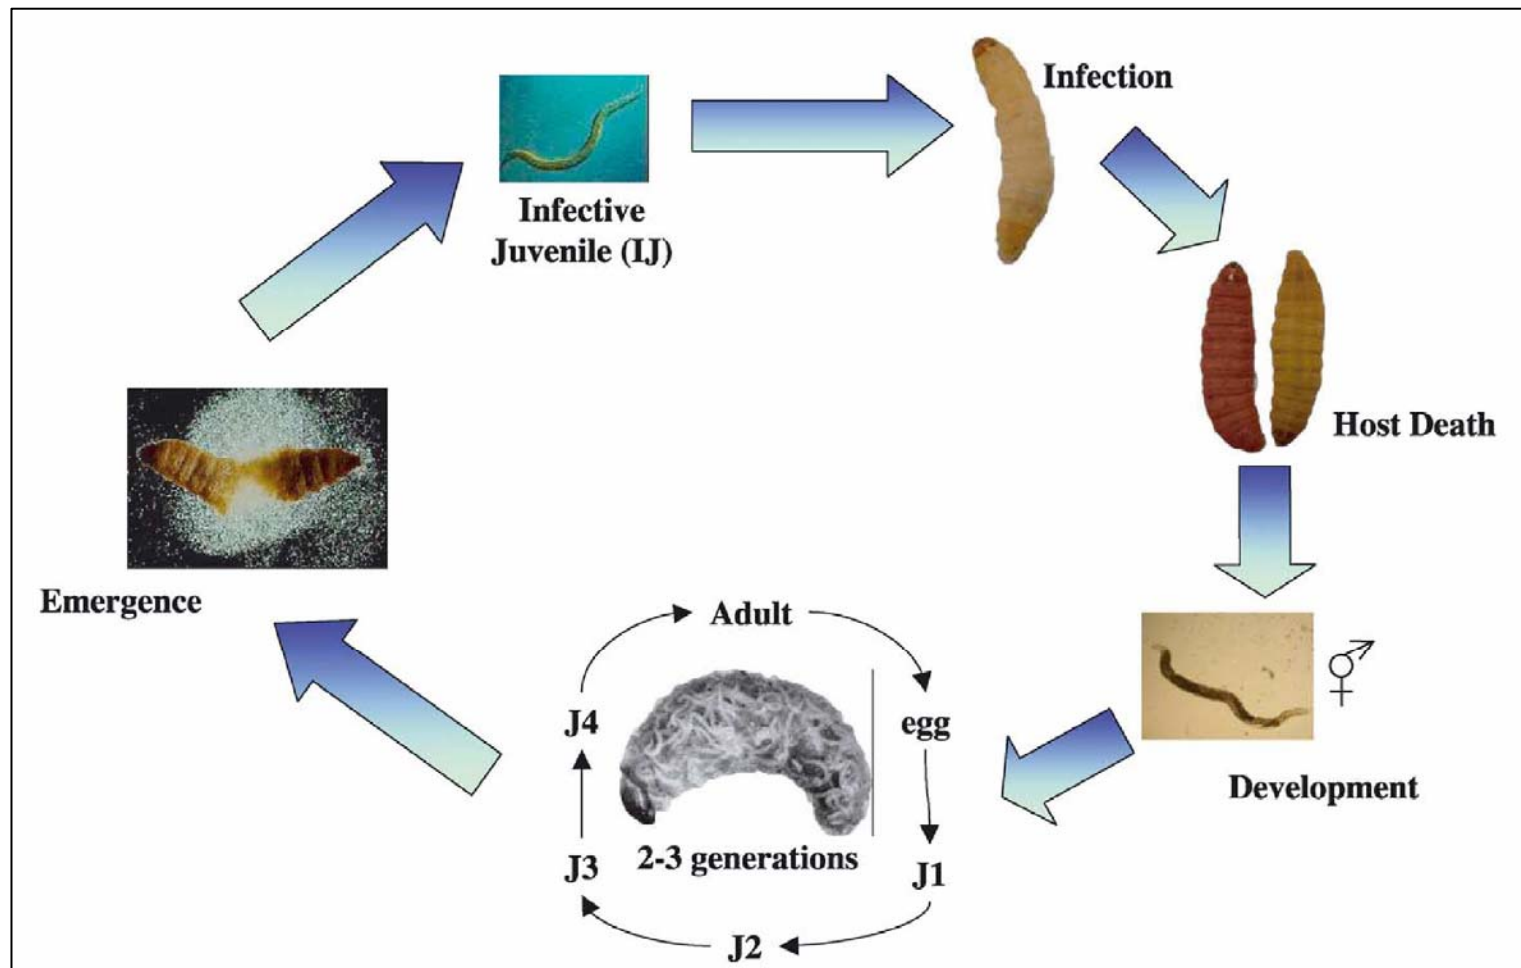 Infective
Juvenile (IJ)
Infection
Host Death
Development
Emergence
Adult
egg
J1
J2
J3
J4
2-3 generations